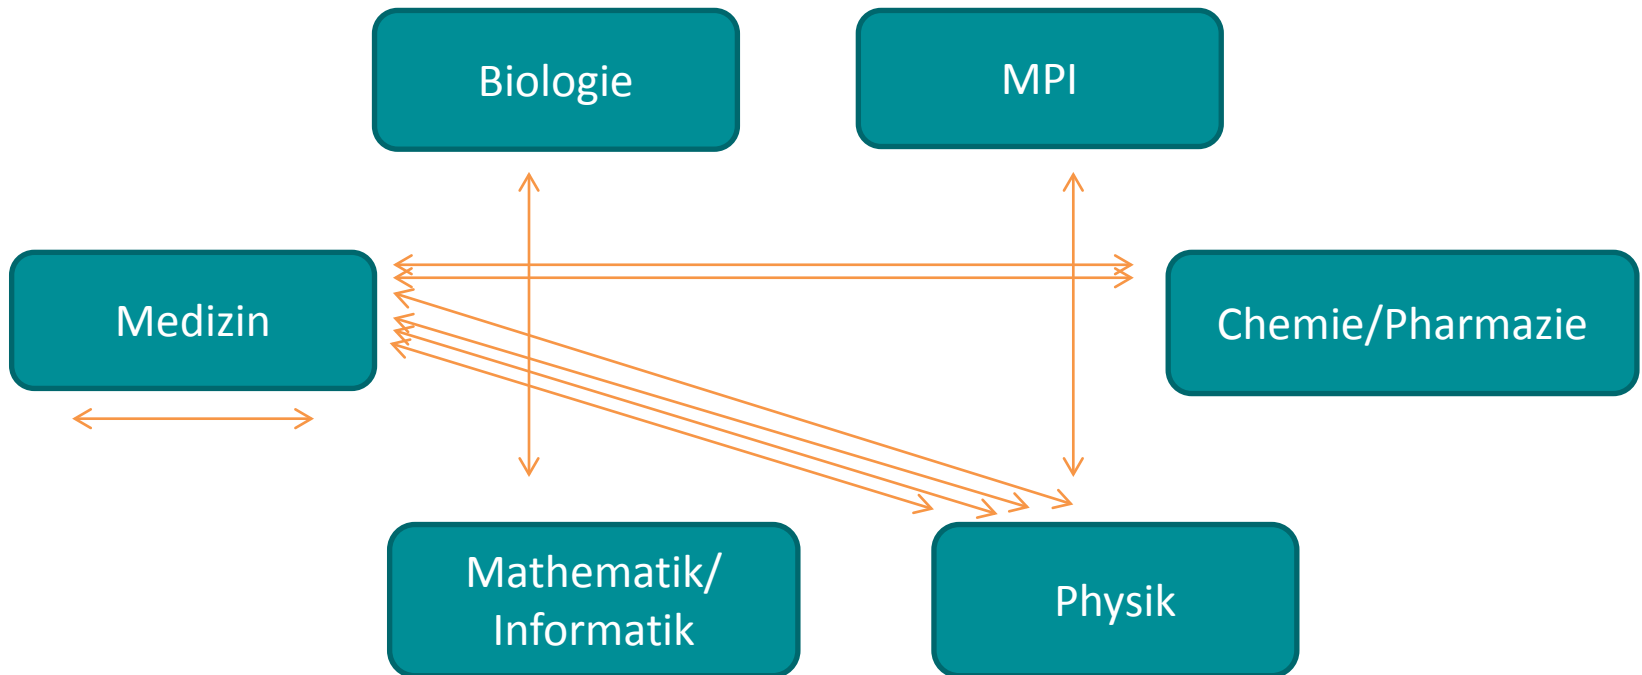 Biologie
MPI
Medizin
Chemie/Pharmazie
Mathematik/
Informatik
Physik